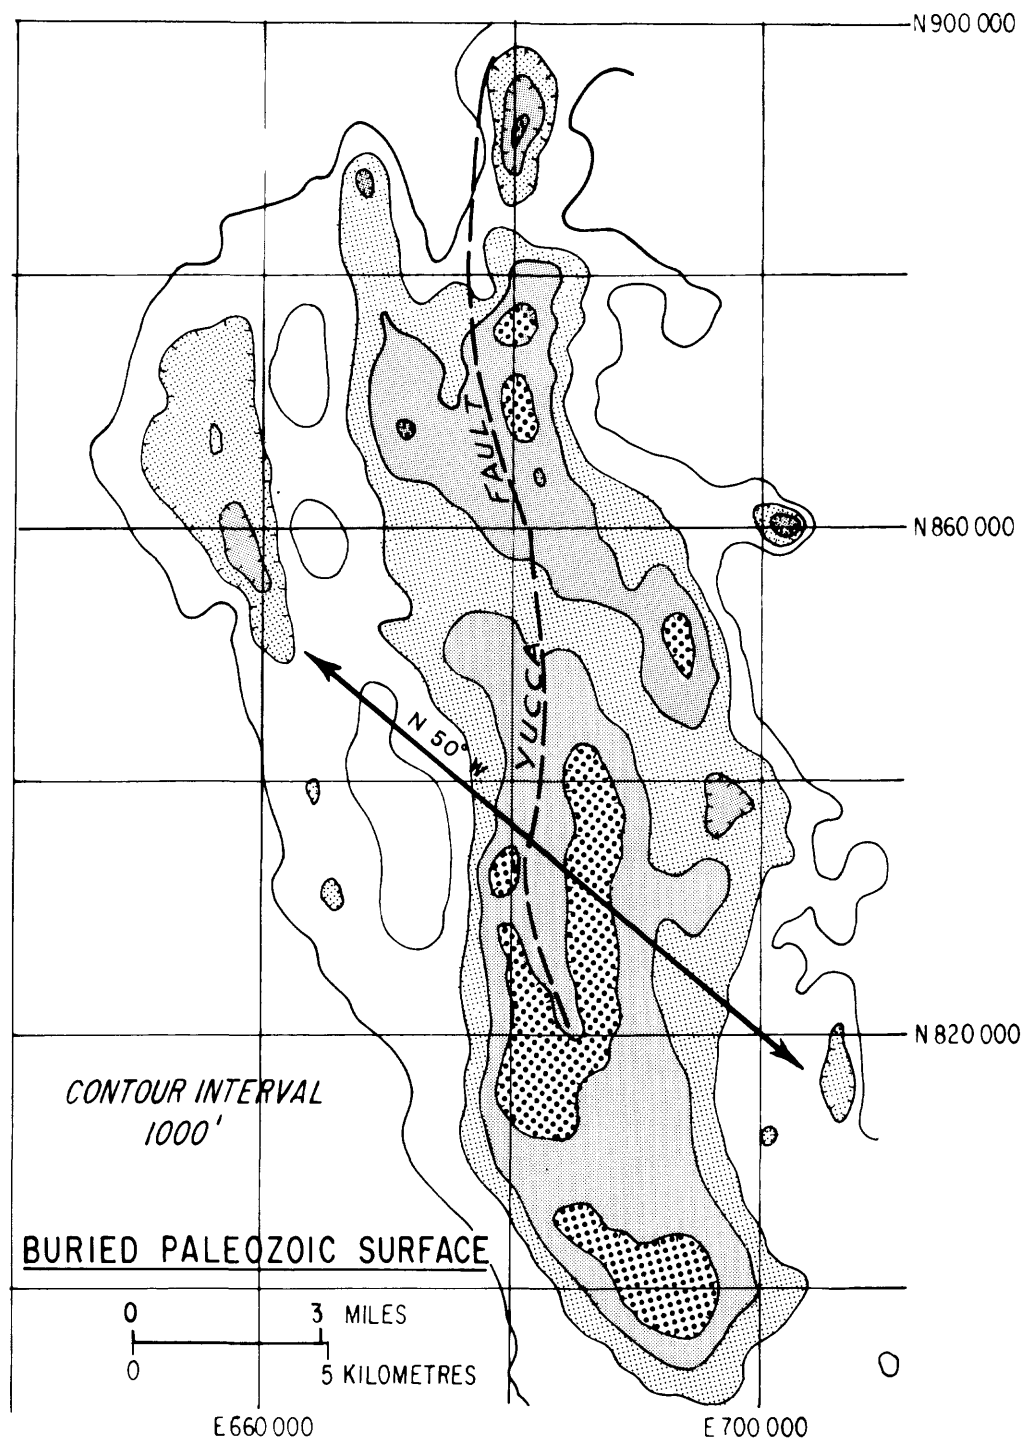 N 900 000
FAULT
N 860 000
YUCCA
N 50° W
N 820 000
CONTOUR INTERVAL
1000'
BURIED PALEOZOIC SURFACE
0 3 MILES
0 5 KILOMETRES
E 660 000 E 700 000